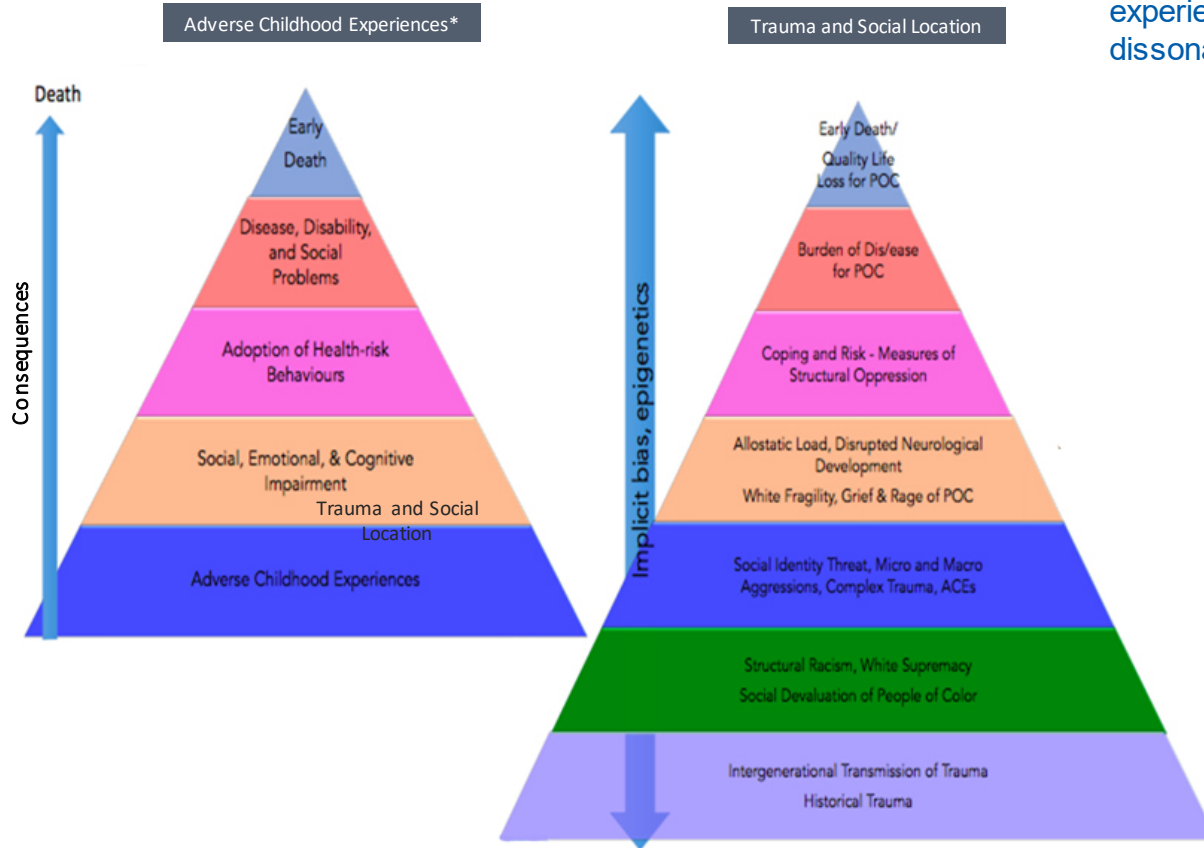 Adverse Childhood Experiences*
Trauma and Social Location
Death
Consequences
Early
Death
Disease, Disability,
and Social
Problems
Adoption of Health-risk
Behaviours
Social, Emotional, & Cognitive
Impairment
Trauma and Social
Location
Adverse Childhood Experiences
Implicit bias, epigenetics
Early Death/
Quality Life
Loss for POC
Burden of Dis/ease
for POC
Coping and Risk - Measures of
Structural Oppression
Allostatic Load, Disrupted Neurological
Development
White Fragility, Grief & Rage of POC
Social Identity Threat, Micro and Macro
Aggressions, Complex Trauma, ACEs
Structural Racism, White Supremacy
Social Devaluation of People of Color
Intergenerational Transmission of Trauma
Historical Trauma